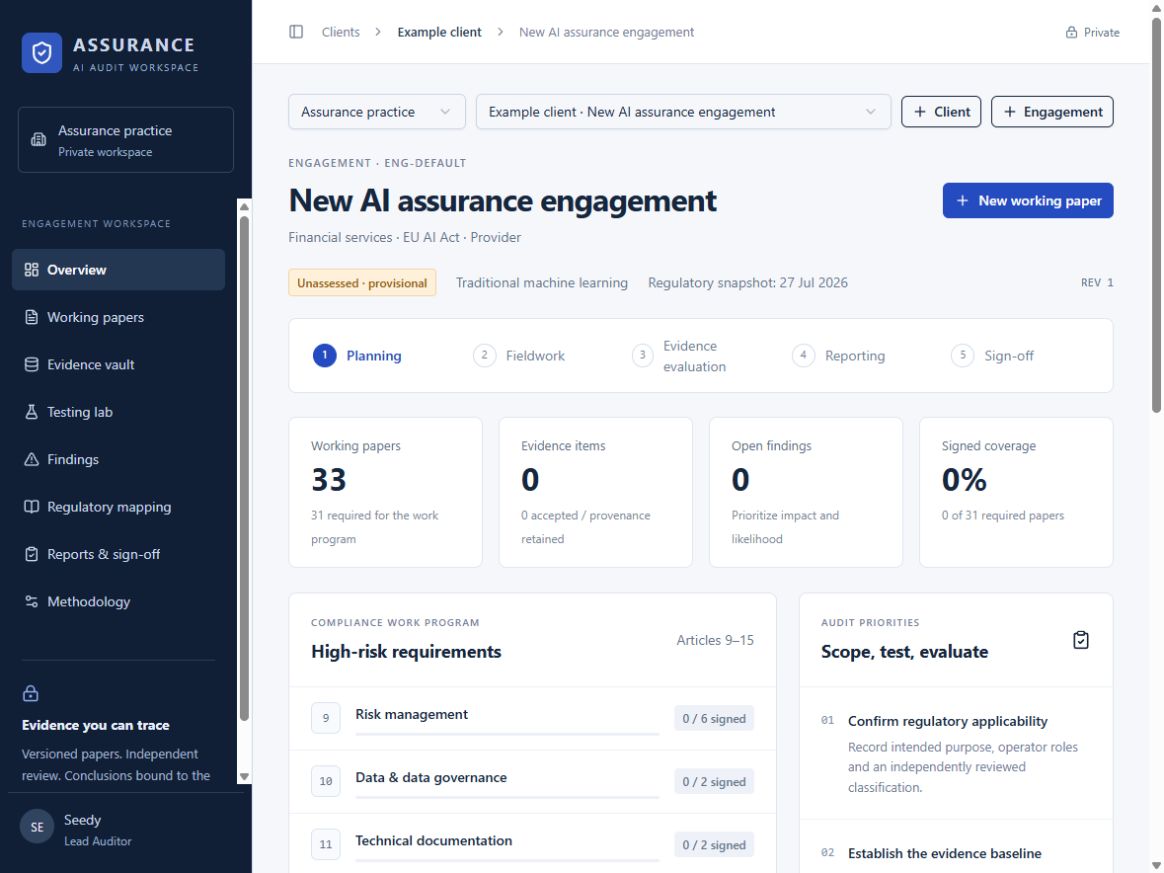 ASSURANCE
AI AUDIT WORKSPACE
Assurance practice
Private workspace
ENGAGEMENT WORKSPACE
Overview
Working papers
Evidence vault
Testing lab
Findings
Regulatory mapping
Reports & sign-off
Methodology
Evidence you can trace
Versioned papers. Independent
review. Conclusions bound to the
SE
Seedy
Lead Auditor
Clients > Example client > New AI assurance engagement
Private
Assurance practice
Example client · New AI assurance engagement
+ Client
+ Engagement
ENGAGEMENT · ENG-DEFAULT
New AI assurance engagement
+ New working paper
Financial services · EU AI Act · Provider
Unassessed · provisional
Traditional machine learning
Regulatory snapshot: 27 Jul 2026
REV 1
1 Planning
2 Fieldwork
3 Evidence
evaluation
4 Reporting
5 Sign-off
Working papers
33
31 required for the work
program
Evidence items
0
0 accepted / provenance
retained
Open findings
0
Prioritize impact and
likelihood
Signed coverage
0%
0 of 31 required papers
COMPLIANCE WORK PROGRAM
High-risk requirements
Articles 9–15
9 Risk management 0 / 6 signed
10 Data & data governance 0 / 2 signed
11 Technical documentation 0 / 2 signed
AUDIT PRIORITIES
Scope, test, evaluate
01 Confirm regulatory applicability
Record intended purpose, operator roles
and an independently reviewed
classification.
02 Establish the evidence baseline